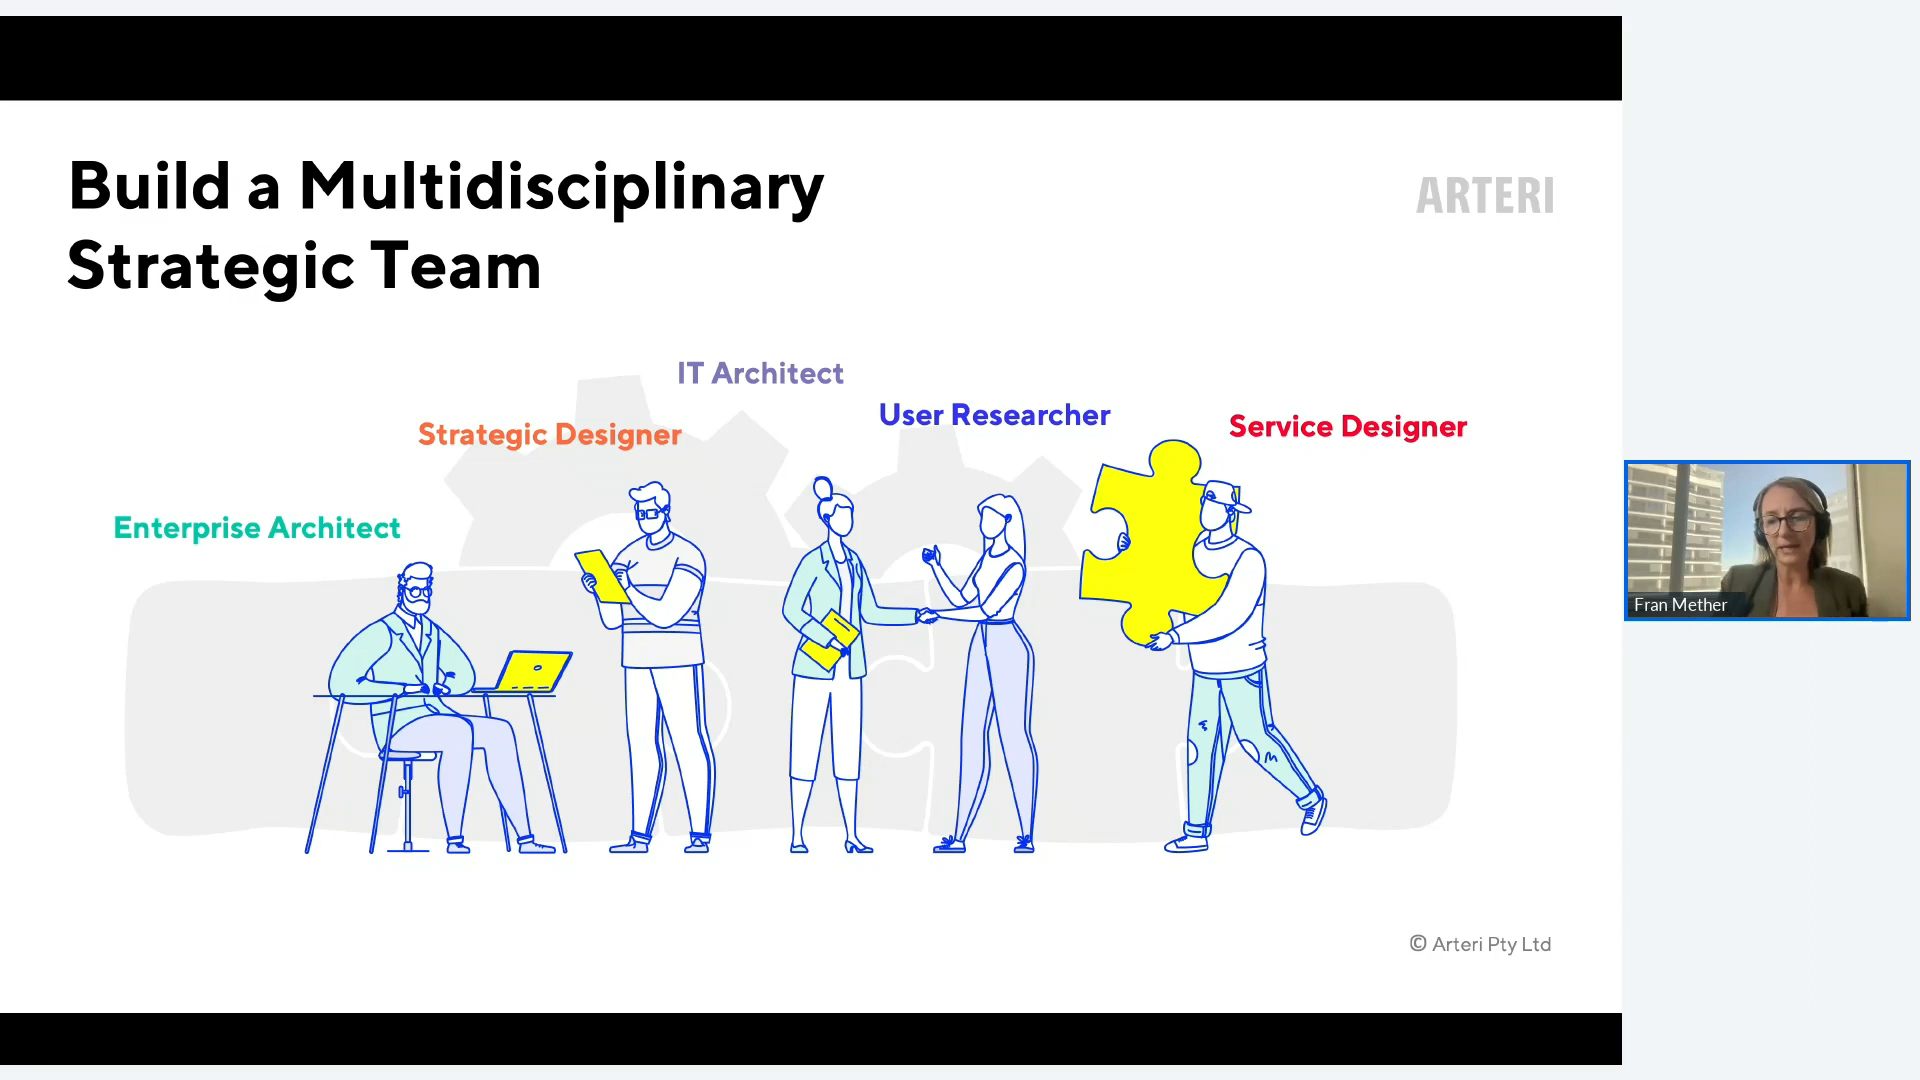 Build a Multidisciplinary
Strategic Team
ARTERI
IT Architect
User Researcher
Service Designer
Strategic Designer
Enterprise Architect
Fran Mether
© Arteri Pty Ltd